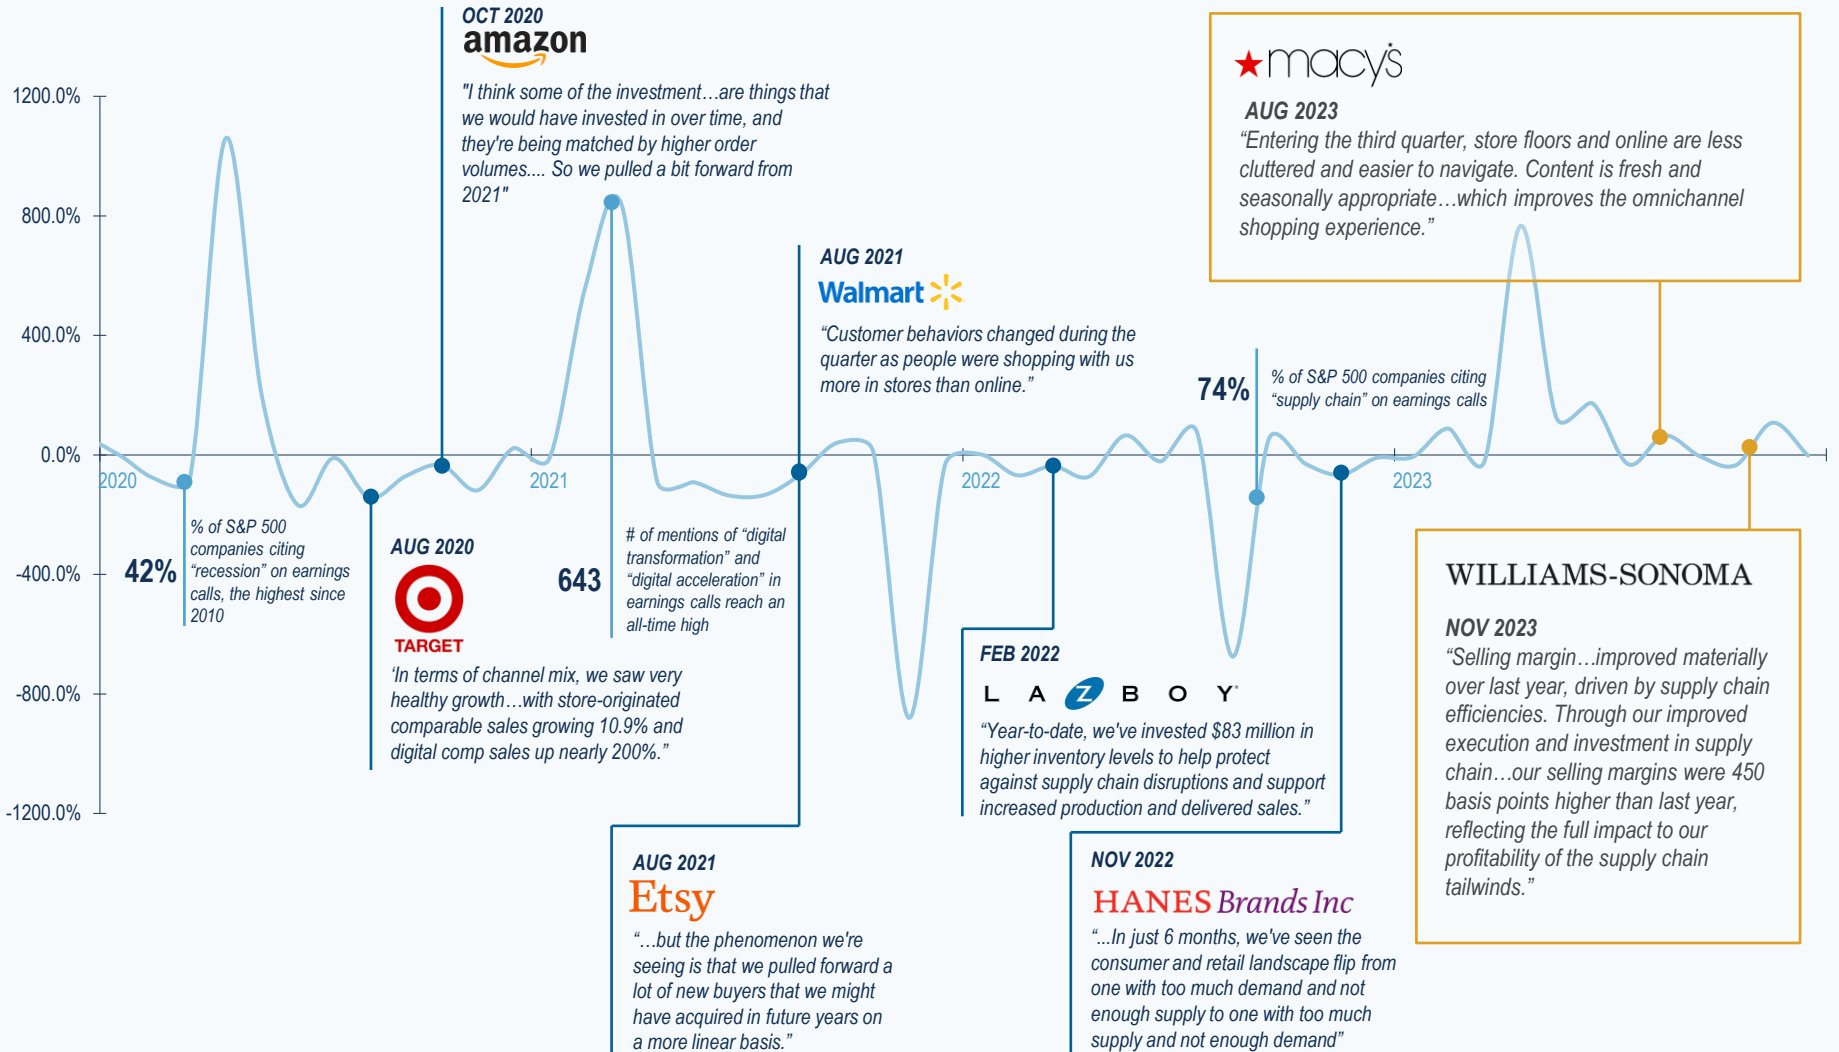 OCT 2020
amazon
"I think some of the investment…are things that
we would have invested in over time, and
they're being matched by higher order
volumes.... So we pulled a bit forward from
2021"
★macy's
AUG 2023
“Entering the third quarter, store floors and online are less
cluttered and easier to navigate. Content is fresh and
seasonally appropriate…which improves the omnichannel
shopping experience.”
1200.0%
800.0%
400.0%
0.0%
-400.0%
-800.0%
-1200.0%
2020
2021
2022
2023
AUG 2021
Walmart
“Customer behaviors changed during the
quarter as people were shopping with us
more in stores than online.”
74%
% of S&P 500 companies citing
“supply chain” on earnings calls
42%
% of S&P 500
companies citing
“recession” on earnings
calls, the highest since
2010
AUG 2020
TARGET
‘In terms of channel mix, we saw very
healthy growth…with store-originated
comparable sales growing 10.9% and
digital comp sales up nearly 200%.”
643
# of mentions of “digital
transformation” and
“digital acceleration” in
earnings calls reach an
all-time high
FEB 2022
LAZBOY
“Year-to-date, we've invested $83 million in
higher inventory levels to help protect
against supply chain disruptions and support
increased production and delivered sales.”
WILLIAMS-SONOMA
NOV 2023
“Selling margin…improved materially
over last year, driven by supply chain
efficiencies. Through our improved
execution and investment in supply
chain…our selling margins were 450
basis points higher than last year,
reflecting the full impact to our
profitability of the supply chain
tailwinds.”
AUG 2021
Etsy
“…but the phenomenon we're
seeing is that we pulled forward a
lot of new buyers that we might
have acquired in future years on
a more linear basis.”
NOV 2022
HANES Brands Inc
“...In just 6 months, we've seen the
consumer and retail landscape flip from
one with too much demand and not
enough supply to one with too much
supply and not enough demand”